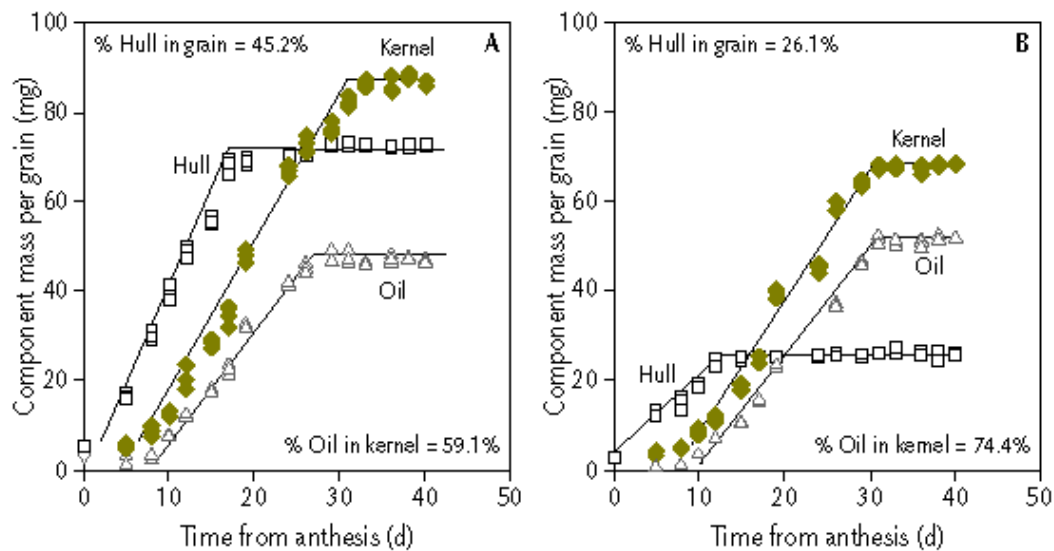 % Hull in grain = 45.2%
A
Kernel
Hull
Oil
% Oil in kernel = 59.1%
Component mass per grain (mg)
100
80
60
40
20
0
0 10 20 30 40 50
Time from anthesis (d)
% Hull in grain = 26.1%
B
Kernel
Oil
Hull
% Oil in kernel = 74.4%
Component mass per grain (mg)
100
80
60
40
20
0
0 10 20 30 40 50
Time from anthesis (d)